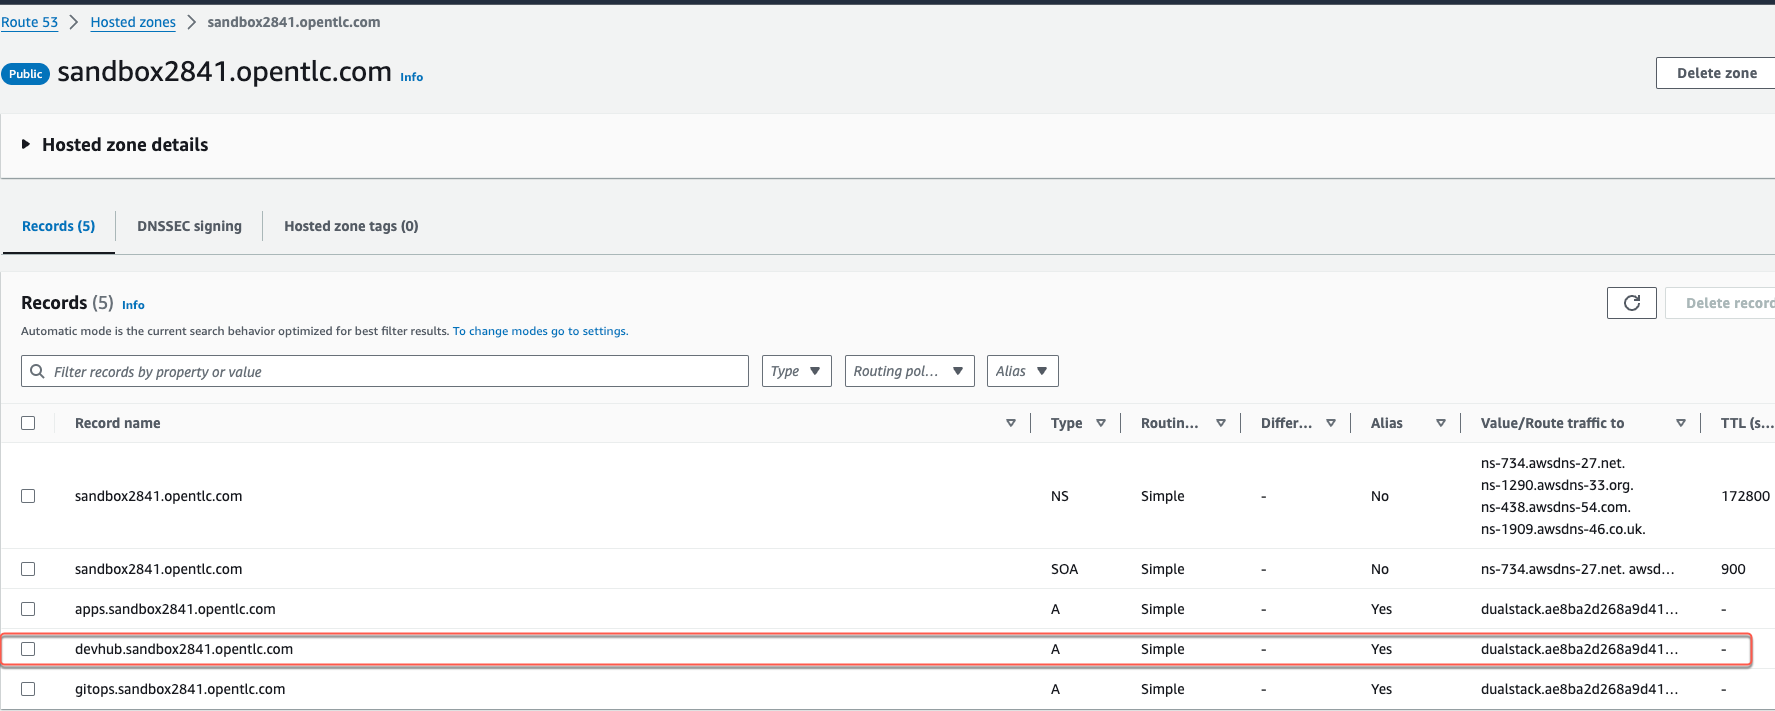 Route 53 > Hosted zones > sandbox2841.opentlc.com
Public sandbox2841.opentlc.com Info
Delete zone
Hosted zone details
Records (5) DNSSEC signing Hosted zone tags (0)
Records (5) Info
Delete record
Automatic mode is the current search behavior optimized for best filter results. To change modes go to settings.
Filter records by property or value Type Routing pol... Alias
Record name Type Routin... Differ... Alias Value/Route traffic to TTL (s...
ns-734.awsdns-27.net.
ns-1290.awsdns-33.org.
sandbox2841.opentlc.com NS Simple - No 172800
ns-438.awsdns-54.com.
ns-1909.awsdns-46.co.uk.
sandbox2841.opentlc.com SOA Simple - No ns-734.awsdns-27.net. awsd... 900
apps.sandbox2841.opentlc.com A Simple - Yes dualstack.ae8ba2d268a9d41... -
devhub.sandbox2841.opentlc.com A Simple - Yes dualstack.ae8ba2d268a9d41... -
gitops.sandbox2841.opentlc.com A Simple - Yes dualstack.ae8ba2d268a9d41... -